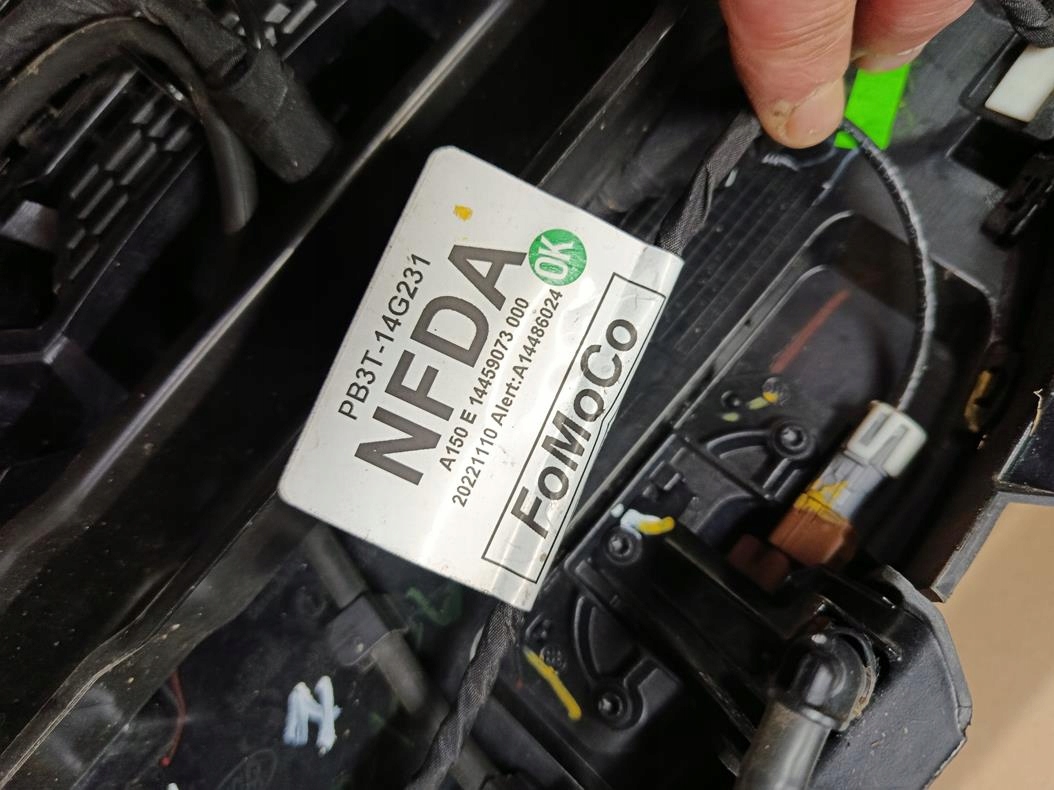 PB3T-14G231
NFDA
OK
A150 E 14459073 000
20221110 Alert:A14486024
FoMoCo